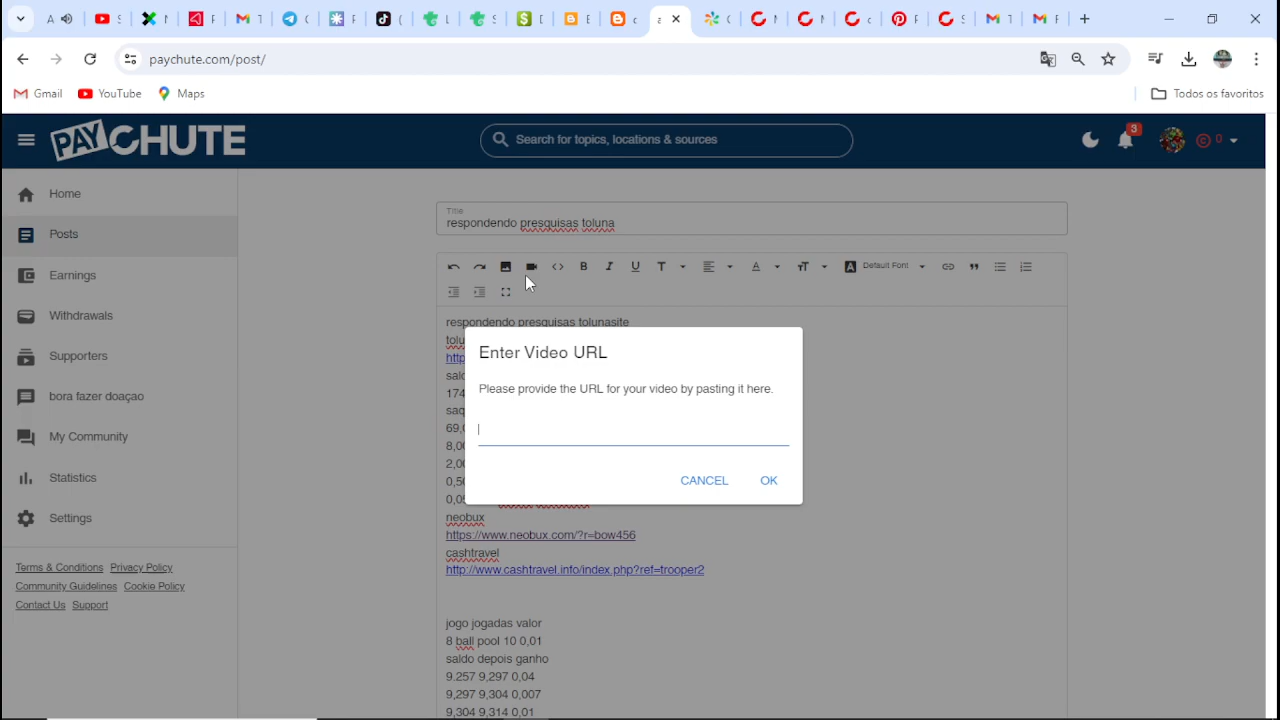 paychute.com/post/
Gmail
YouTube
Maps
Todos os favoritos
PAYCHUTE
Search for topics, locations & sources
3
0
Home
Posts
Earnings
Withdrawals
Supporters
bora fazer doaçao
My Community
Statistics
Settings
Terms & Conditions Privacy Policy
Community Guidelines Cookie Policy
Contact Us Support
Title
respondendo presquisas toluna
Default Font
respondendo presquisas tolunasite
Enter Video URL
Please provide the URL for your video by pasting it here.
CANCEL OK
neobux
https://www.neobux.com/?r=bow456
cashtravel
http://www.cashtravel.info/index.php?ref=trooper2
jogo jogadas valor
8 ball pool 10 0,01
saldo depois ganho
9.257 9,297 0,04
9,297 9,304 0,007
9,304 9,314 0,01